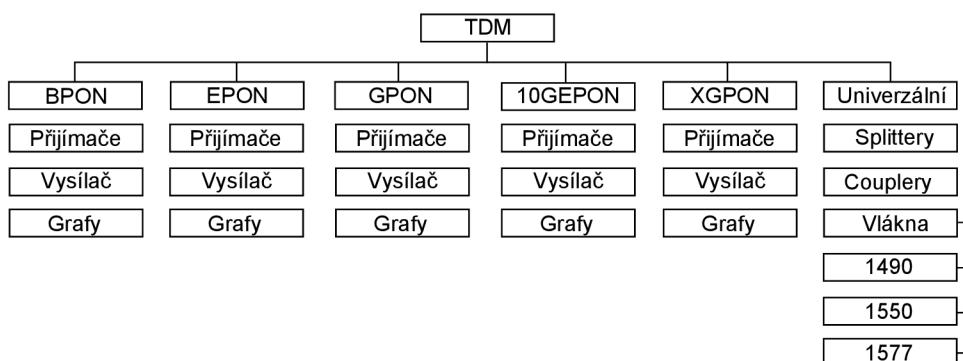 TDM
BPON EPON GPON 10GEPON XGPON Univerzální
Přijímače Přijímače Přijímače Přijímače Přijímače Splittery
Vysílač Vysílač Vysílač Vysílač Vysílač Couplery
Grafy Grafy Grafy Grafy Grafy Vlákna
1490
1550
1577